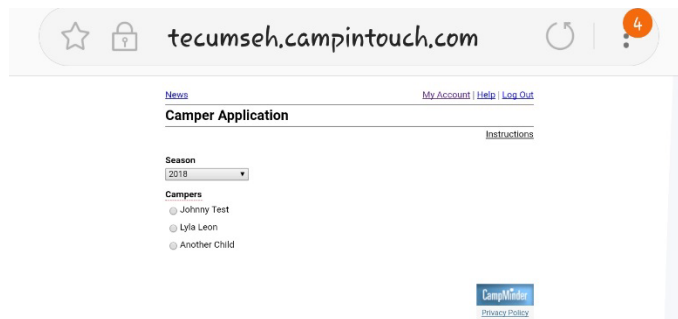 tecumseh.campintouch.com
4
News
My Account | Help | Log Out
Camper Application
Instructions
Season
2018
Campers
Johnny Test
Lyla Leon
Another Child
CampMinder
Privacy Policy